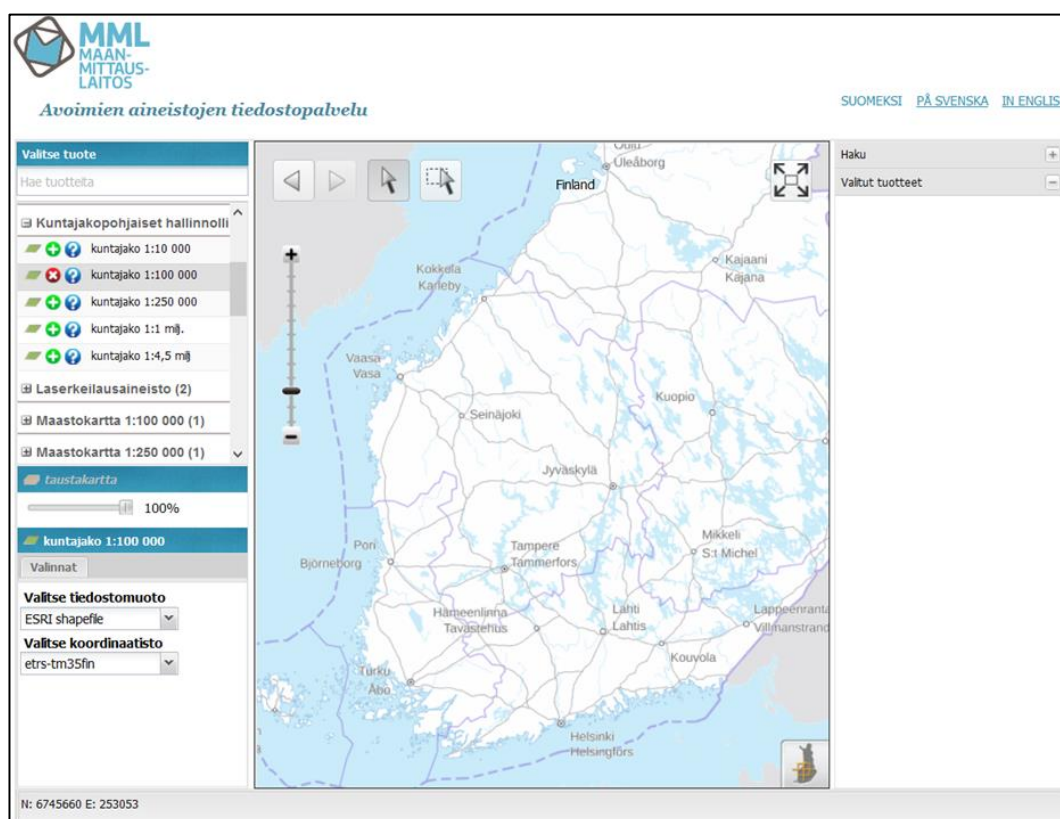 MML
MAAN-
MITTAUS-
LAITOS
Avoimien aineistojen tiedostopalvelu
SUOMEKSI PÅ SVENSKA IN ENGLIS
Valitse tuote
Hae tuotteita
Kuntajakopohjaiset hallinnolli
kuntajako 1:10 000
kuntajako 1:100 000
kuntajako 1:250 000
kuntajako 1:1 milj.
kuntajako 1:4,5 milj
Laserkeilausaineisto (2)
Maastokartta 1:100 000 (1)
Maastokartta 1:250 000 (1)
taustakartta
100%
kuntajako 1:100 000
Valinnat
Valitse tiedostomuoto
ESRI shapefile
Valitse koordinaatisto
etrs-tm35fin
Oulu
Uleåborg
Finland
Kajaani
Kajana
Kokkola
Karleby
Vaasa
Vasa
Seinäjoki
Kuopio
Jyväskylä
Mikkeli
S:t Michel
Pori
Björneborg
Tampere
Tammerfors
Hämeenlinna
Tavastehus
Lahti
Lahtis
Lappeenranta
Villmanstrand
Kouvola
Turku
Åbo
Helsinki
Helsingfors
Haku
Valitut tuotteet
N: 6745660 E: 253053